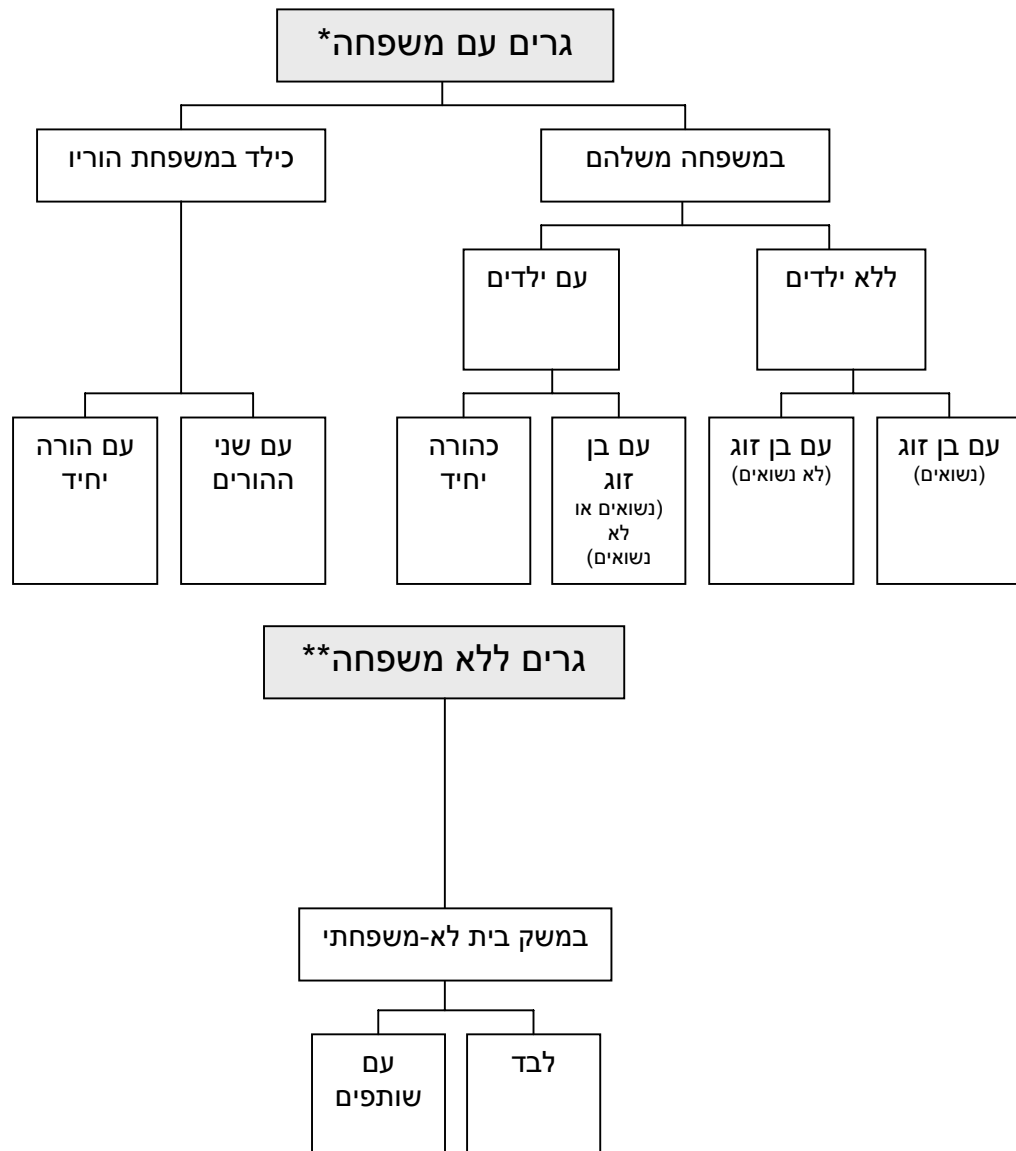 גרים עם משפחה*
במשפחה משלהם
כילד במשפחת הוריו
ללא ילדים
עם ילדים
עם בן זוג
(נשואים)
עם בן זוג
(לא נשואים)
עם בן
זוג
(נשואים או
לא
נשואים)
כהורה
יחיד
עם שני
ההורים
עם הורה
יחיד
גרים ללא משפחה**
במשק בית לא-משפחתי
לבד
עם
שותפים